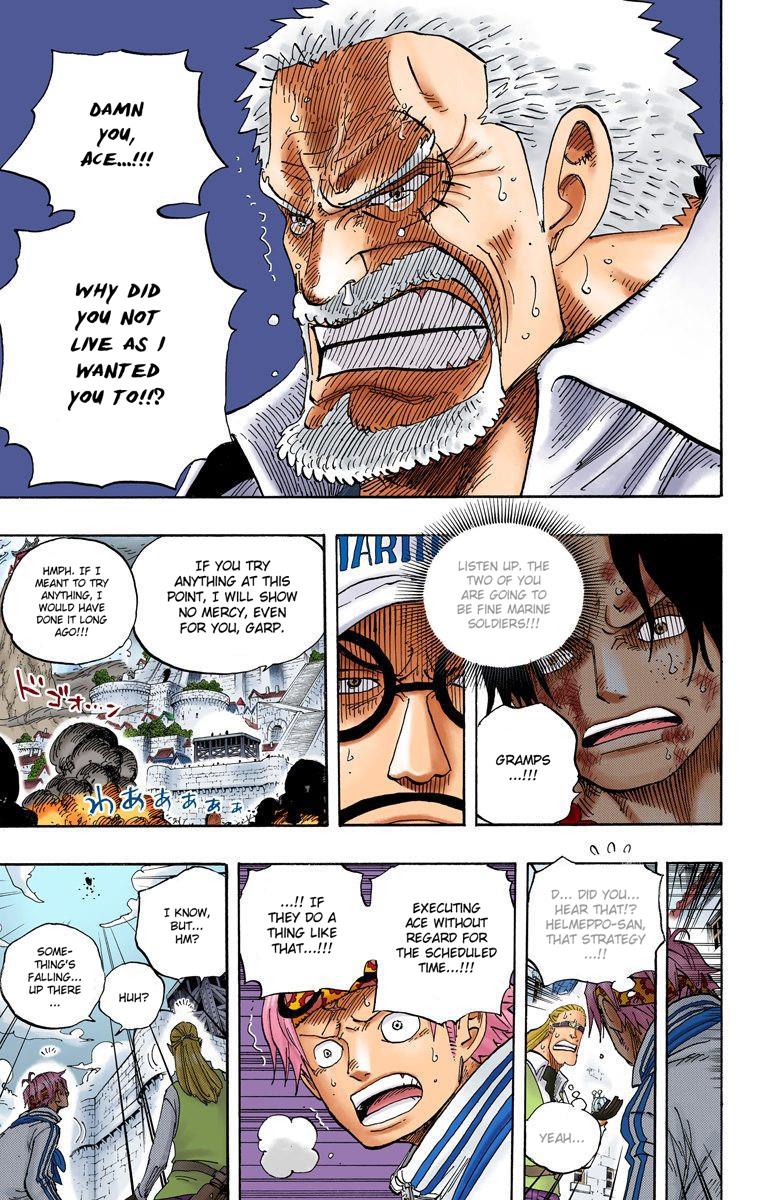 DAMN
YOU,
ACE...!!!
WHY DID
YOU NOT
LIVE AS I
WANTED
YOU TO!!?
LISTEN UP. THE
TWO OF YOU
ARE GOING TO
BE FINE MARINE
SOLDIERS!!!
GRAMPS
...!!!
IF YOU TRY
ANYTHING AT THIS
POINT, I WILL SHOW
NO MERCY, EVEN
FOR YOU, GARP.
HMPH. IF I
MEANT TO TRY
ANYTHING, I
WOULD HAVE
DONE IT LONG
AGO!!!
ドゴォ…ン
わあぁぁぁぁ
D... DID YOU...
HEAR THAT!?
HELMEPPO-SAN,
THAT STRATEGY
...!!
YEAH...
EXECUTING
ACE WITHOUT
REGARD FOR
THE SCHEDULED
TIME...!!!
...!! IF
THEY DO A
THING LIKE
THAT...!!!
I KNOW,
BUT...
HM?
HUH?
SOME-
THING'S
FALLING...
UP THERE
...